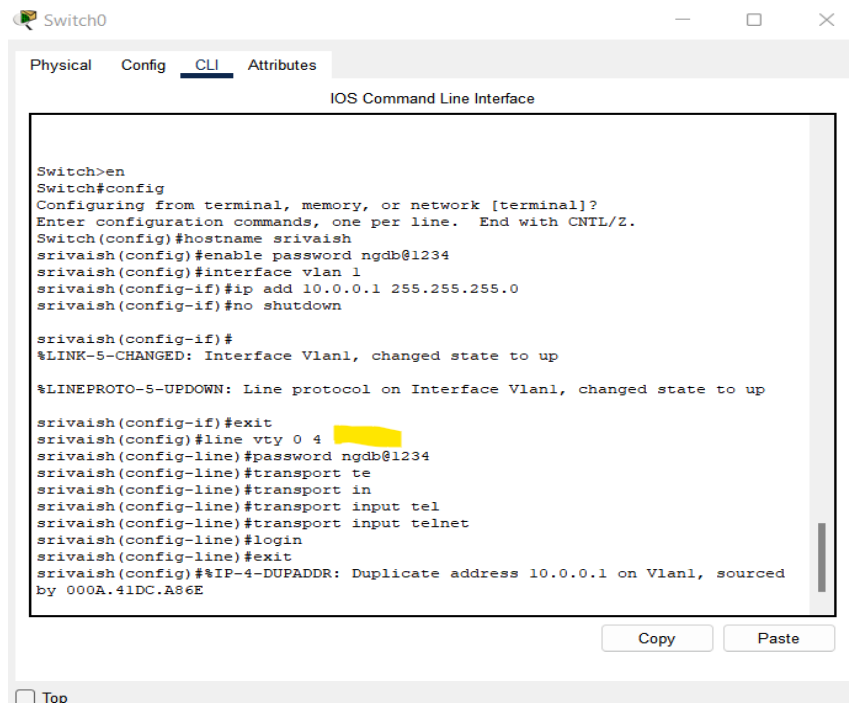 Switch0
Physical Config CLI Attributes
IOS Command Line Interface
Switch>en
Switch#config
Configuring from terminal, memory, or network [terminal]?
Enter configuration commands, one per line.  End with CNTL/Z.
Switch(config)#hostname srivaish
srivaish(config)#enable password ngdb@1234
srivaish(config)#interface vlan 1
srivaish(config-if)#ip add 10.0.0.1 255.255.255.0
srivaish(config-if)#no shutdown
srivaish(config-if)#
%LINK-5-CHANGED: Interface Vlan1, changed state to up
%LINEPROTO-5-UPDOWN: Line protocol on Interface Vlan1, changed state to up
srivaish(config-if)#exit
srivaish(config)#line vty 0 4
srivaish(config-line)#password ngdb@1234
srivaish(config-line)#transport te
srivaish(config-line)#transport in
srivaish(config-line)#transport input tel
srivaish(config-line)#transport input telnet
srivaish(config-line)#login
srivaish(config-line)#exit
srivaish(config)#%IP-4-DUPADDR: Duplicate address 10.0.0.1 on Vlan1, sourced
by 000A.41DC.A86E
Copy Paste
Top